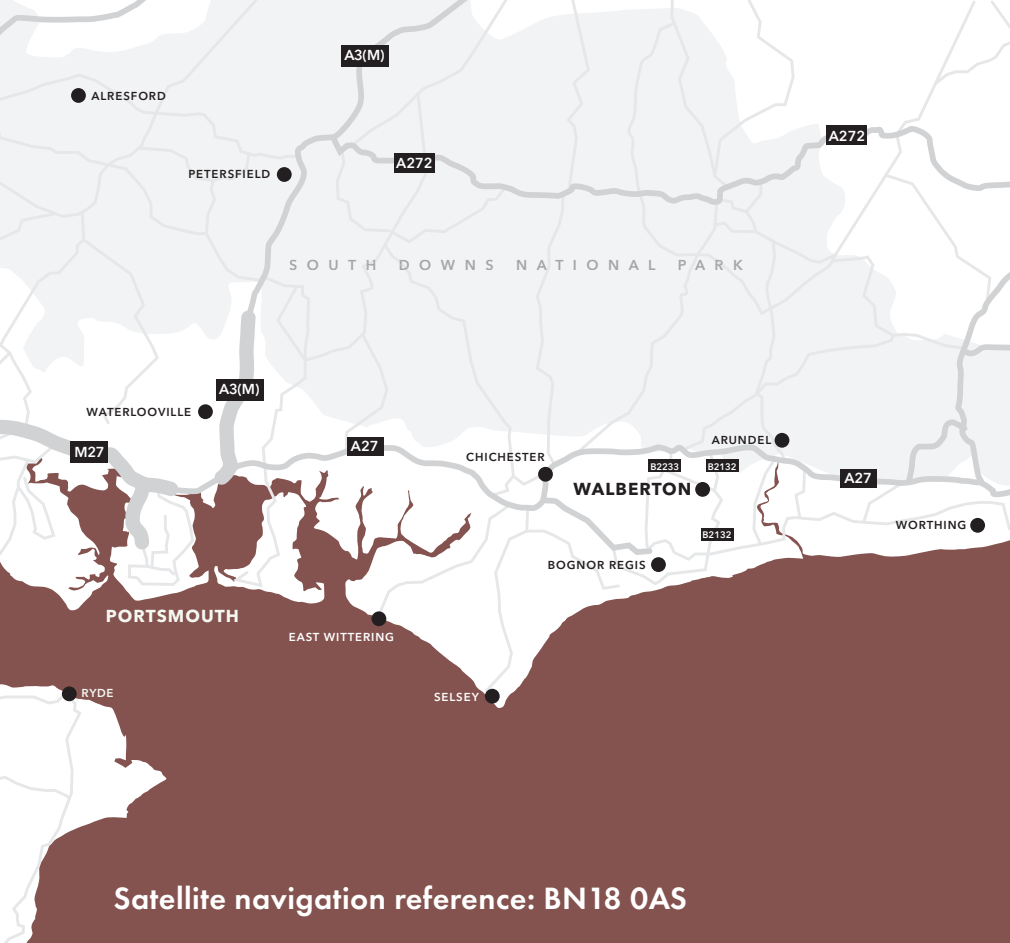 A3(M)
ALRESFORD
A272
A272
PETERSFIELD
SOUTH DOWNS NATIONAL PARK
A3(M)
WATERLOOVILLE
M27
A27
ARUNDEL
CHICHESTER
B2233
B2132
A27
WALBERTON
WORTHING
B2132
BOGNOR REGIS
PORTSMOUTH
EAST WITTERING
RYDE
SELSEY
Satellite navigation reference: BN18 0AS